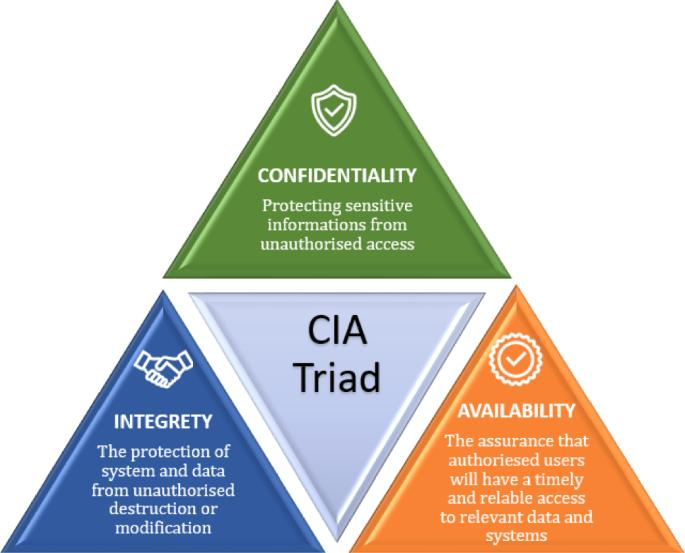 CONFIDENTIALITY
Protecting sensitive
informations from
unauthorised access
CIA
Triad
INTEGRETY
The protection of
system and data
from unauthorised
destruction or
modification
AVAILABILITY
The assurance that
authoriesed users
will have a timely
and relable access
to relevant data and
systems